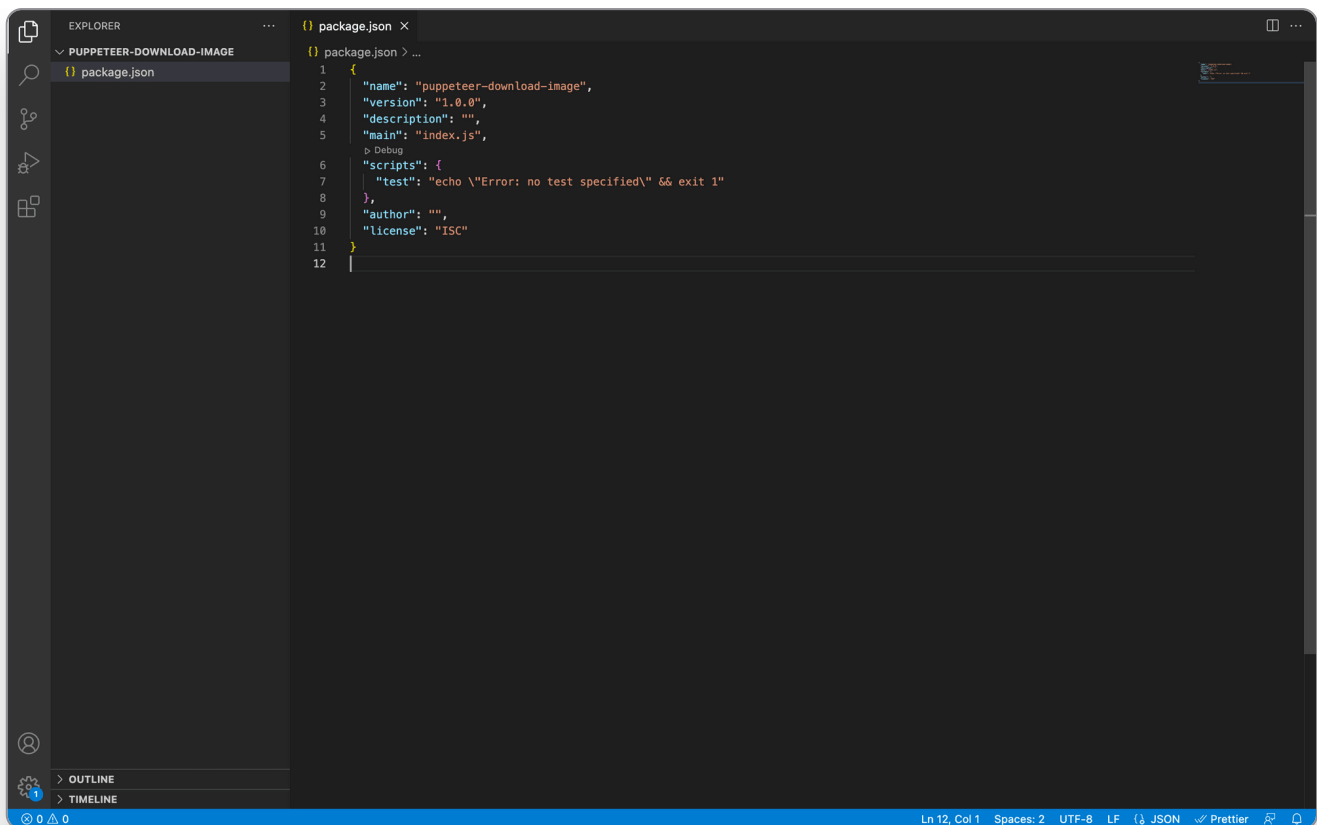 EXPLORER
PUPPETEER-DOWNLOAD-IMAGE
{} package.json
{} package.json ×
{} package.json > ...
1 {
2 "name": "puppeteer-download-image",
3 "version": "1.0.0",
4 "description": "",
5 "main": "index.js",
Debug
6 "scripts": {
7 "test": "echo \"Error: no test specified\" && exit 1"
8 },
9 "author": "",
10 "license": "ISC"
11 }
12
OUTLINE
1
TIMELINE
0 0
Ln 12, Col 1 Spaces: 2 UTF-8 LF JSON Prettier